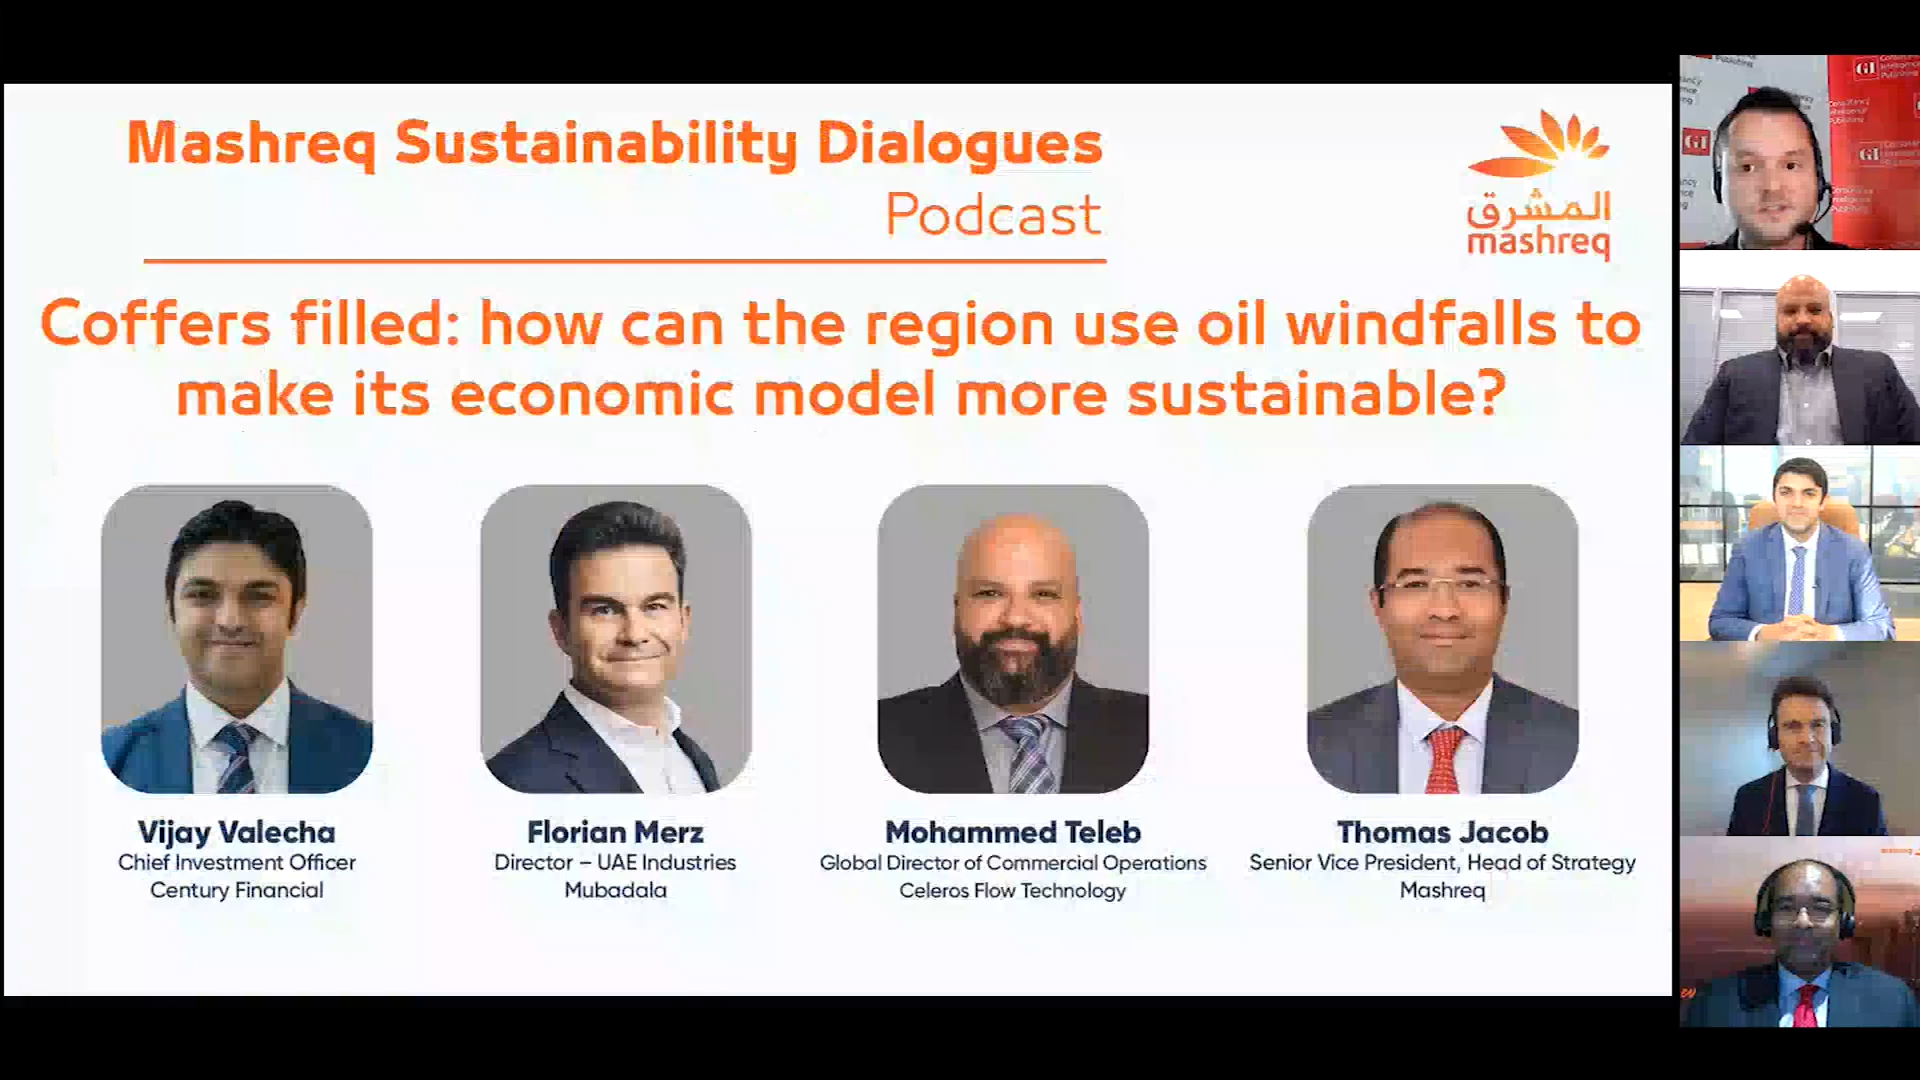 Mashreq Sustainability Dialogues
Podcast
المشرق
mashreq
Coffers filled: how can the region use oil windfalls to
make its economic model more sustainable?
Vijay Valecha
Chief Investment Officer
Century Financial
Florian Merz
Director – UAE Industries
Mubadala
Mohammed Teleb
Global Director of Commercial Operations
Celeros Flow Technology
Thomas Jacob
Senior Vice President, Head of Strategy
Mashreq